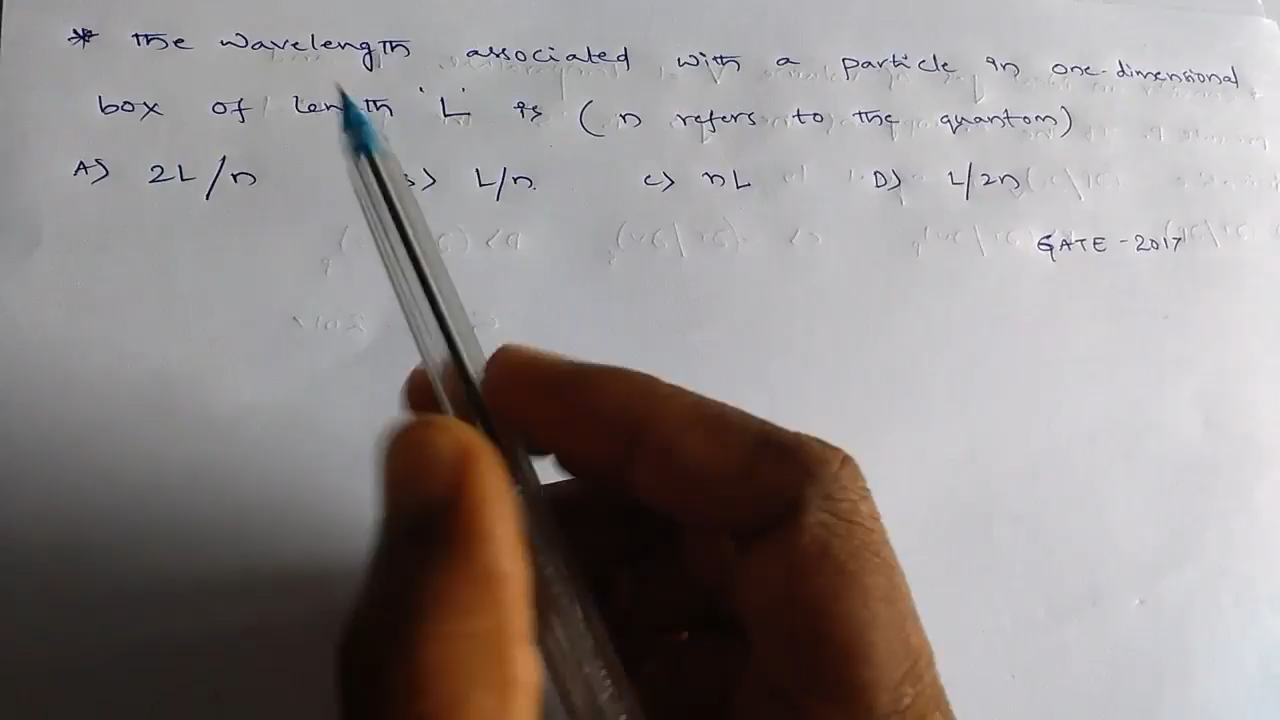 * The wavelength associated with a particle in one-dimensional
box of length 'L' is (n refers to the quantom)
A) 2L/n B) L/n. C) nL D) L/2n
GATE - 2017